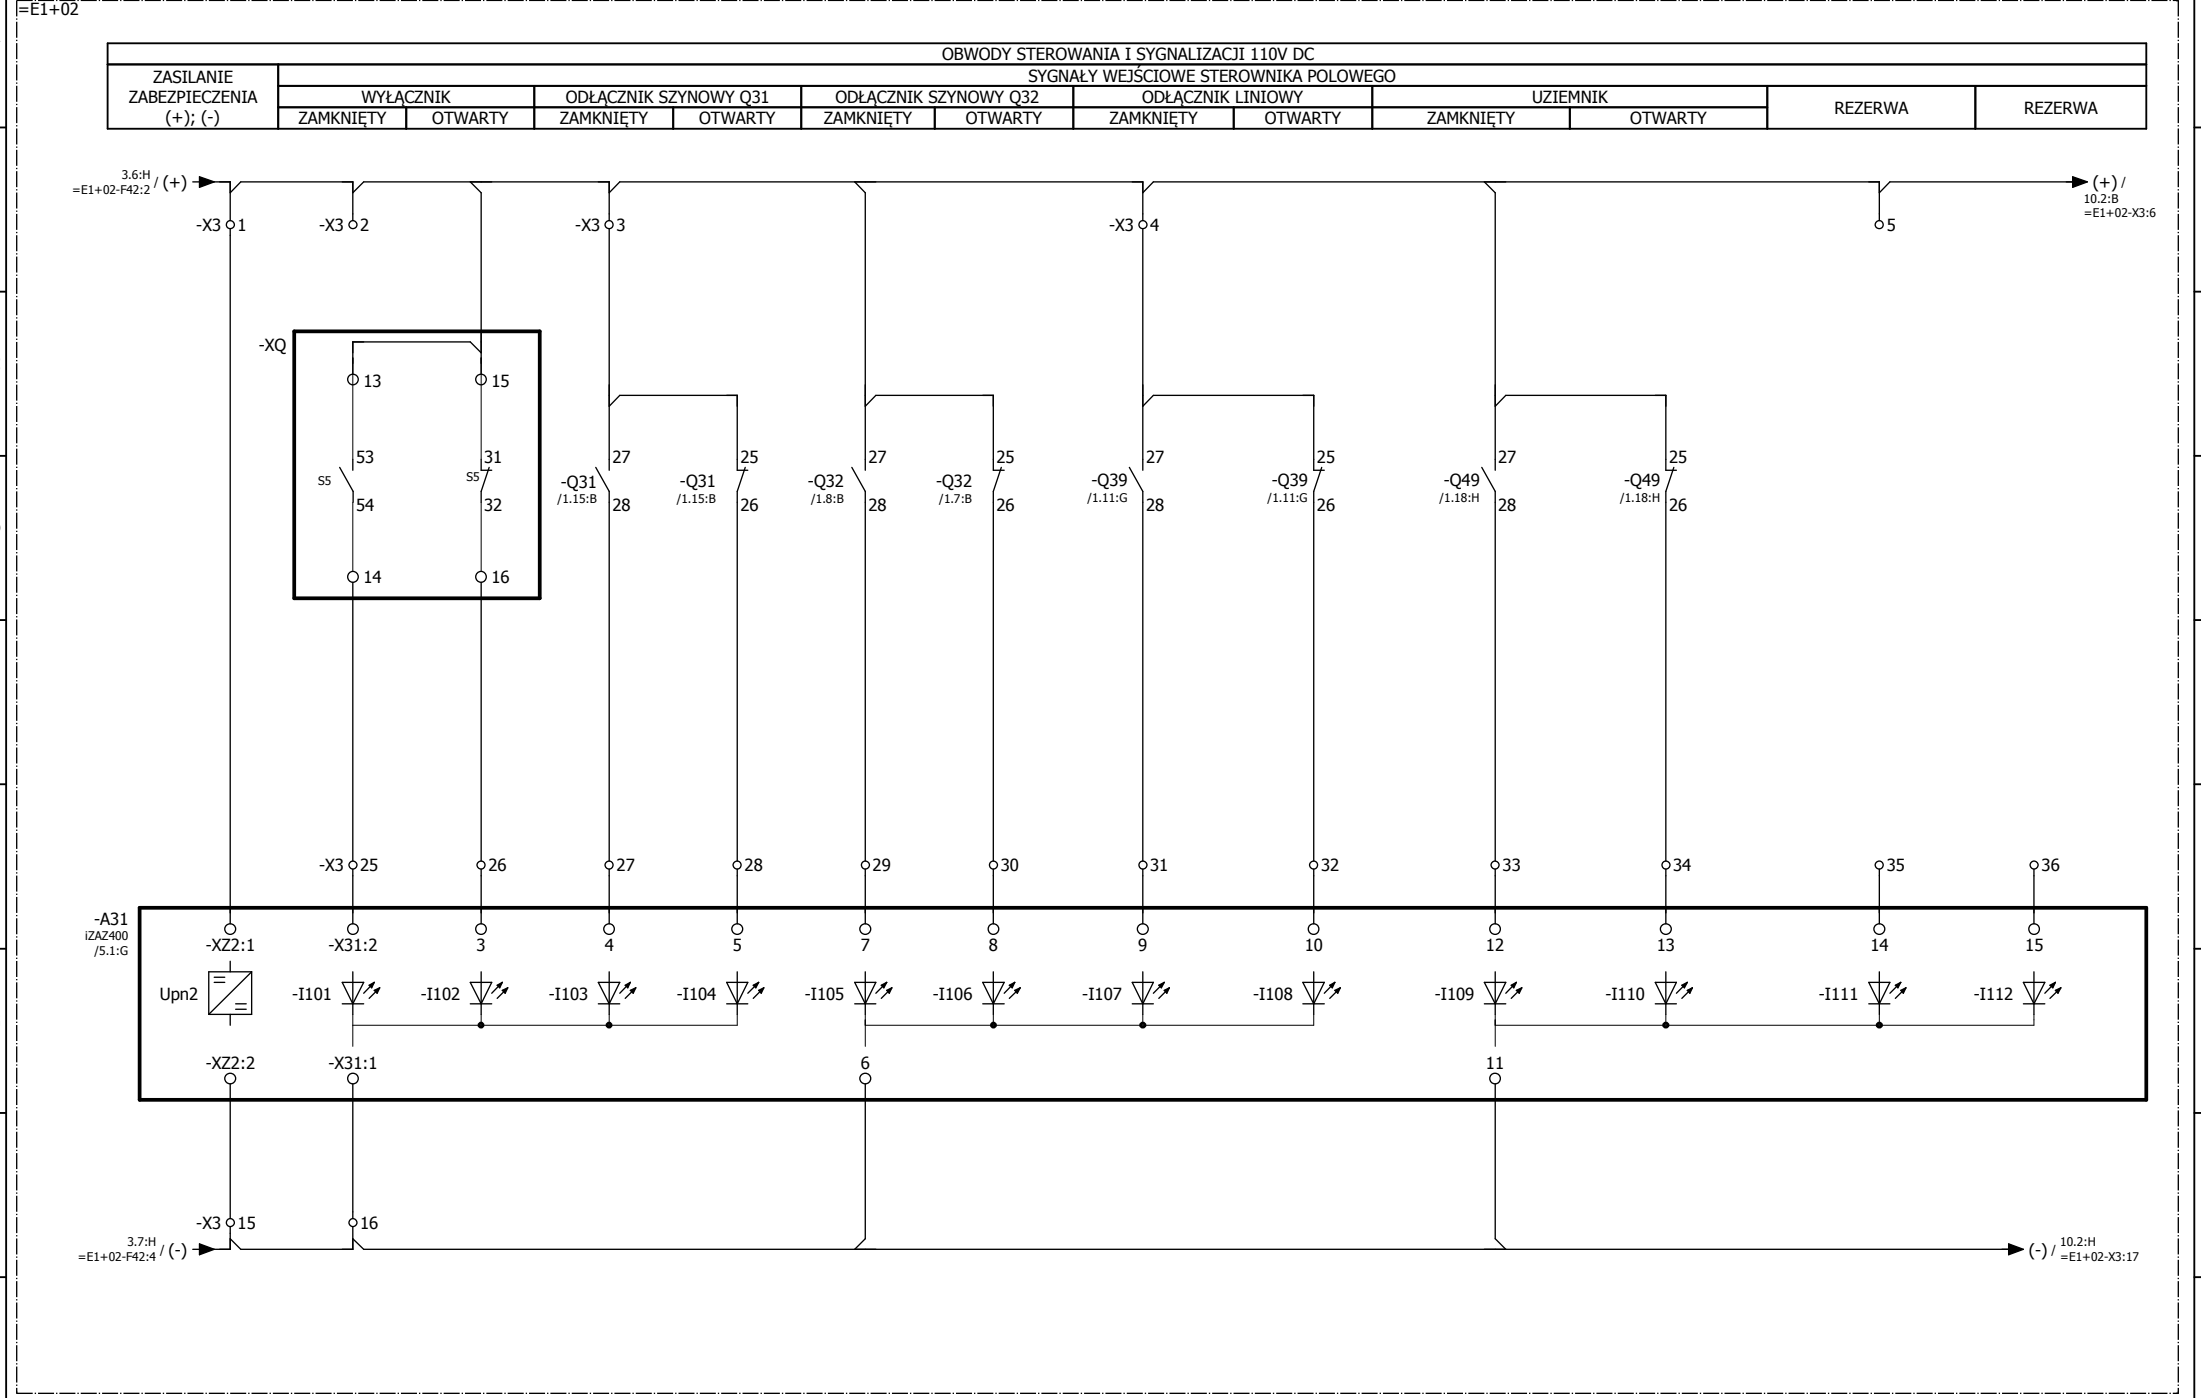 =E1+02
OBWODY STEROWANIA I SYGNALIZACJI 110V DC
ZASILANIE
ZABEZPIECZENIA
(+); (-)
SYGNAŁY WEJŚCIOWE STEROWNIKA POLOWEGO
WYŁĄCZNIK ODŁĄCZNIK SZYNOWY Q31 ODŁĄCZNIK SZYNOWY Q32 ODŁĄCZNIK LINIOWY UZIEMNIK REZERWA REZERWA
ZAMKNIĘTY OTWARTY ZAMKNIĘTY OTWARTY ZAMKNIĘTY OTWARTY ZAMKNIĘTY OTWARTY ZAMKNIĘTY OTWARTY
3.6:H
=E1+02-F42:2 / (+)
(+) /
10.2:B
=E1+02-X3:6
-X3 1 -X3 2 -X3 3 -X3 4 5
-XQ
13 15
53 31 27 25 27 25 27 25 27 25
S5 S5 -Q31 -Q31 -Q32 -Q32 -Q39 -Q39 -Q49 -Q49
/1.15:B /1.15:B /1.8:B /1.7:B /1.11:G /1.11:G /1.18:H /1.18:H
54 32 28 26 28 26 28 26 28 26
14 16
-X3 25 26 27 28 29 30 31 32 33 34 35 36
-A31
iZAZ400
/5.1:G
-XZ2:1 -X31:2 3 4 5 7 8 9 10 12 13 14 15
Upn2 -I101 -I102 -I103 -I104 -I105 -I106 -I107 -I108 -I109 -I110 -I111 -I112
-XZ2:2 -X31:1 6 11
-X3 15 16
3.7:H
=E1+02-F42:4 / (-)
(-) / 10.2:H
=E1+02-X3:17